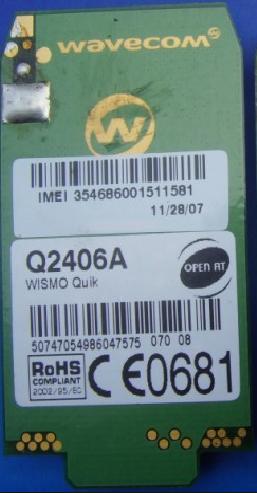 wavecom
W
IMEI 354686001511581
11/28/07
Q2406A
WISMO Quik
OPEN AT
50747054986047575 070 08
RoHS
COMPLIANT
2002/95/EC
CE0681